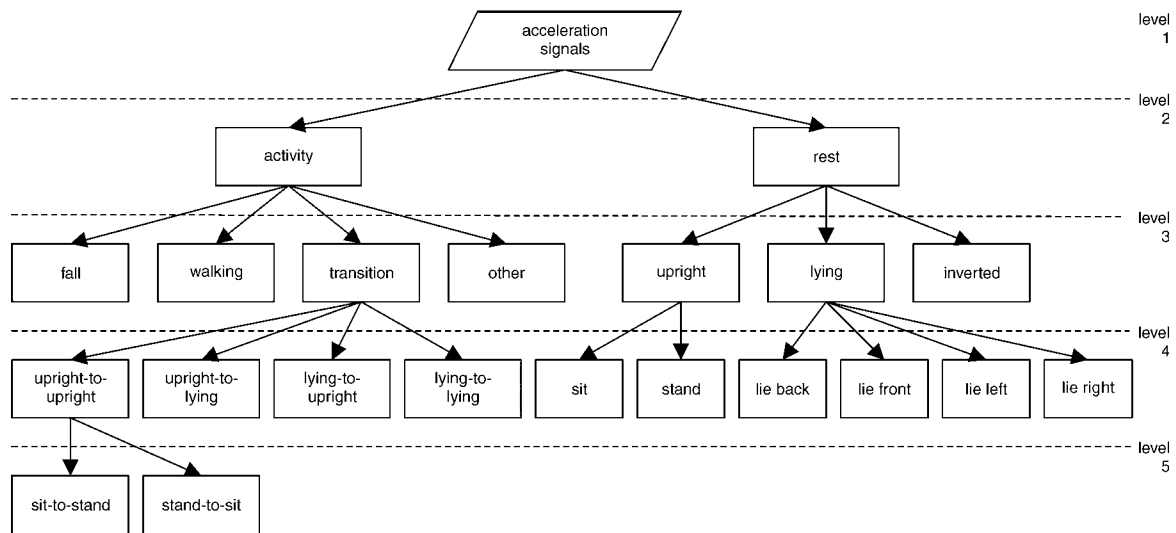 acceleration
signals
level
1
level
2
activity
rest
level
3
fall
walking
transition
other
upright
lying
inverted
level
4
upright-to-
upright
upright-to-
lying
lying-to-
upright
lying-to-
lying
sit
stand
lie back
lie front
lie left
lie right
level
5
sit-to-stand
stand-to-sit